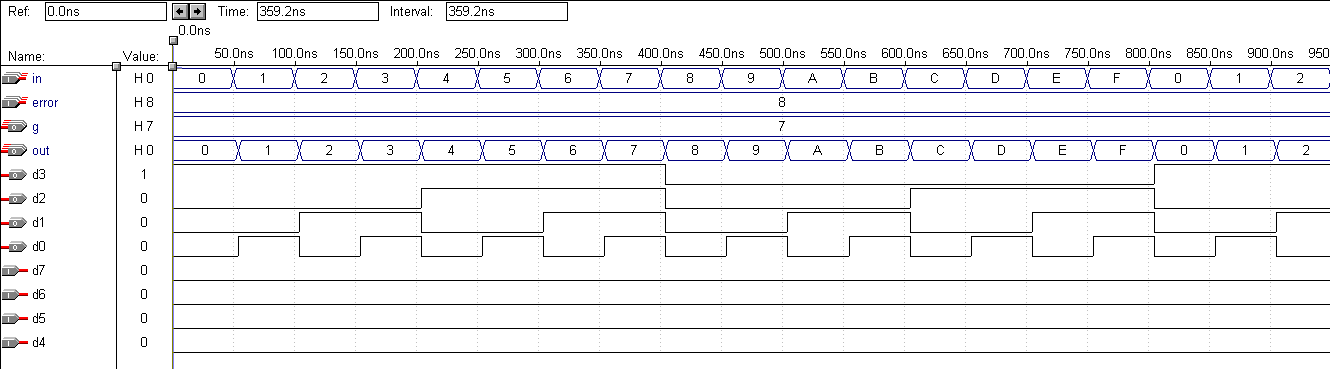 Ref: 0.0ns Time: 359.2ns Interval: 359.2ns
0.0ns
Name: Value: 50.0ns 100.0ns 150.0ns 200.0ns 250.0ns 300.0ns 350.0ns 400.0ns 450.0ns 500.0ns 550.0ns 600.0ns 650.0ns 700.0ns 750.0ns 800.0ns 850.0ns 900.0ns 950
in H 0 0 1 2 3 4 5 6 7 8 9 A B C D E F 0 1 2
error H 8 8
g H 7 7
out H 0 0 1 2 3 4 5 6 7 8 9 A B C D E F 0 1 2
d3 1
d2 0
d1 0
d0 0
d7 0
d6 0
d5 0
d4 0